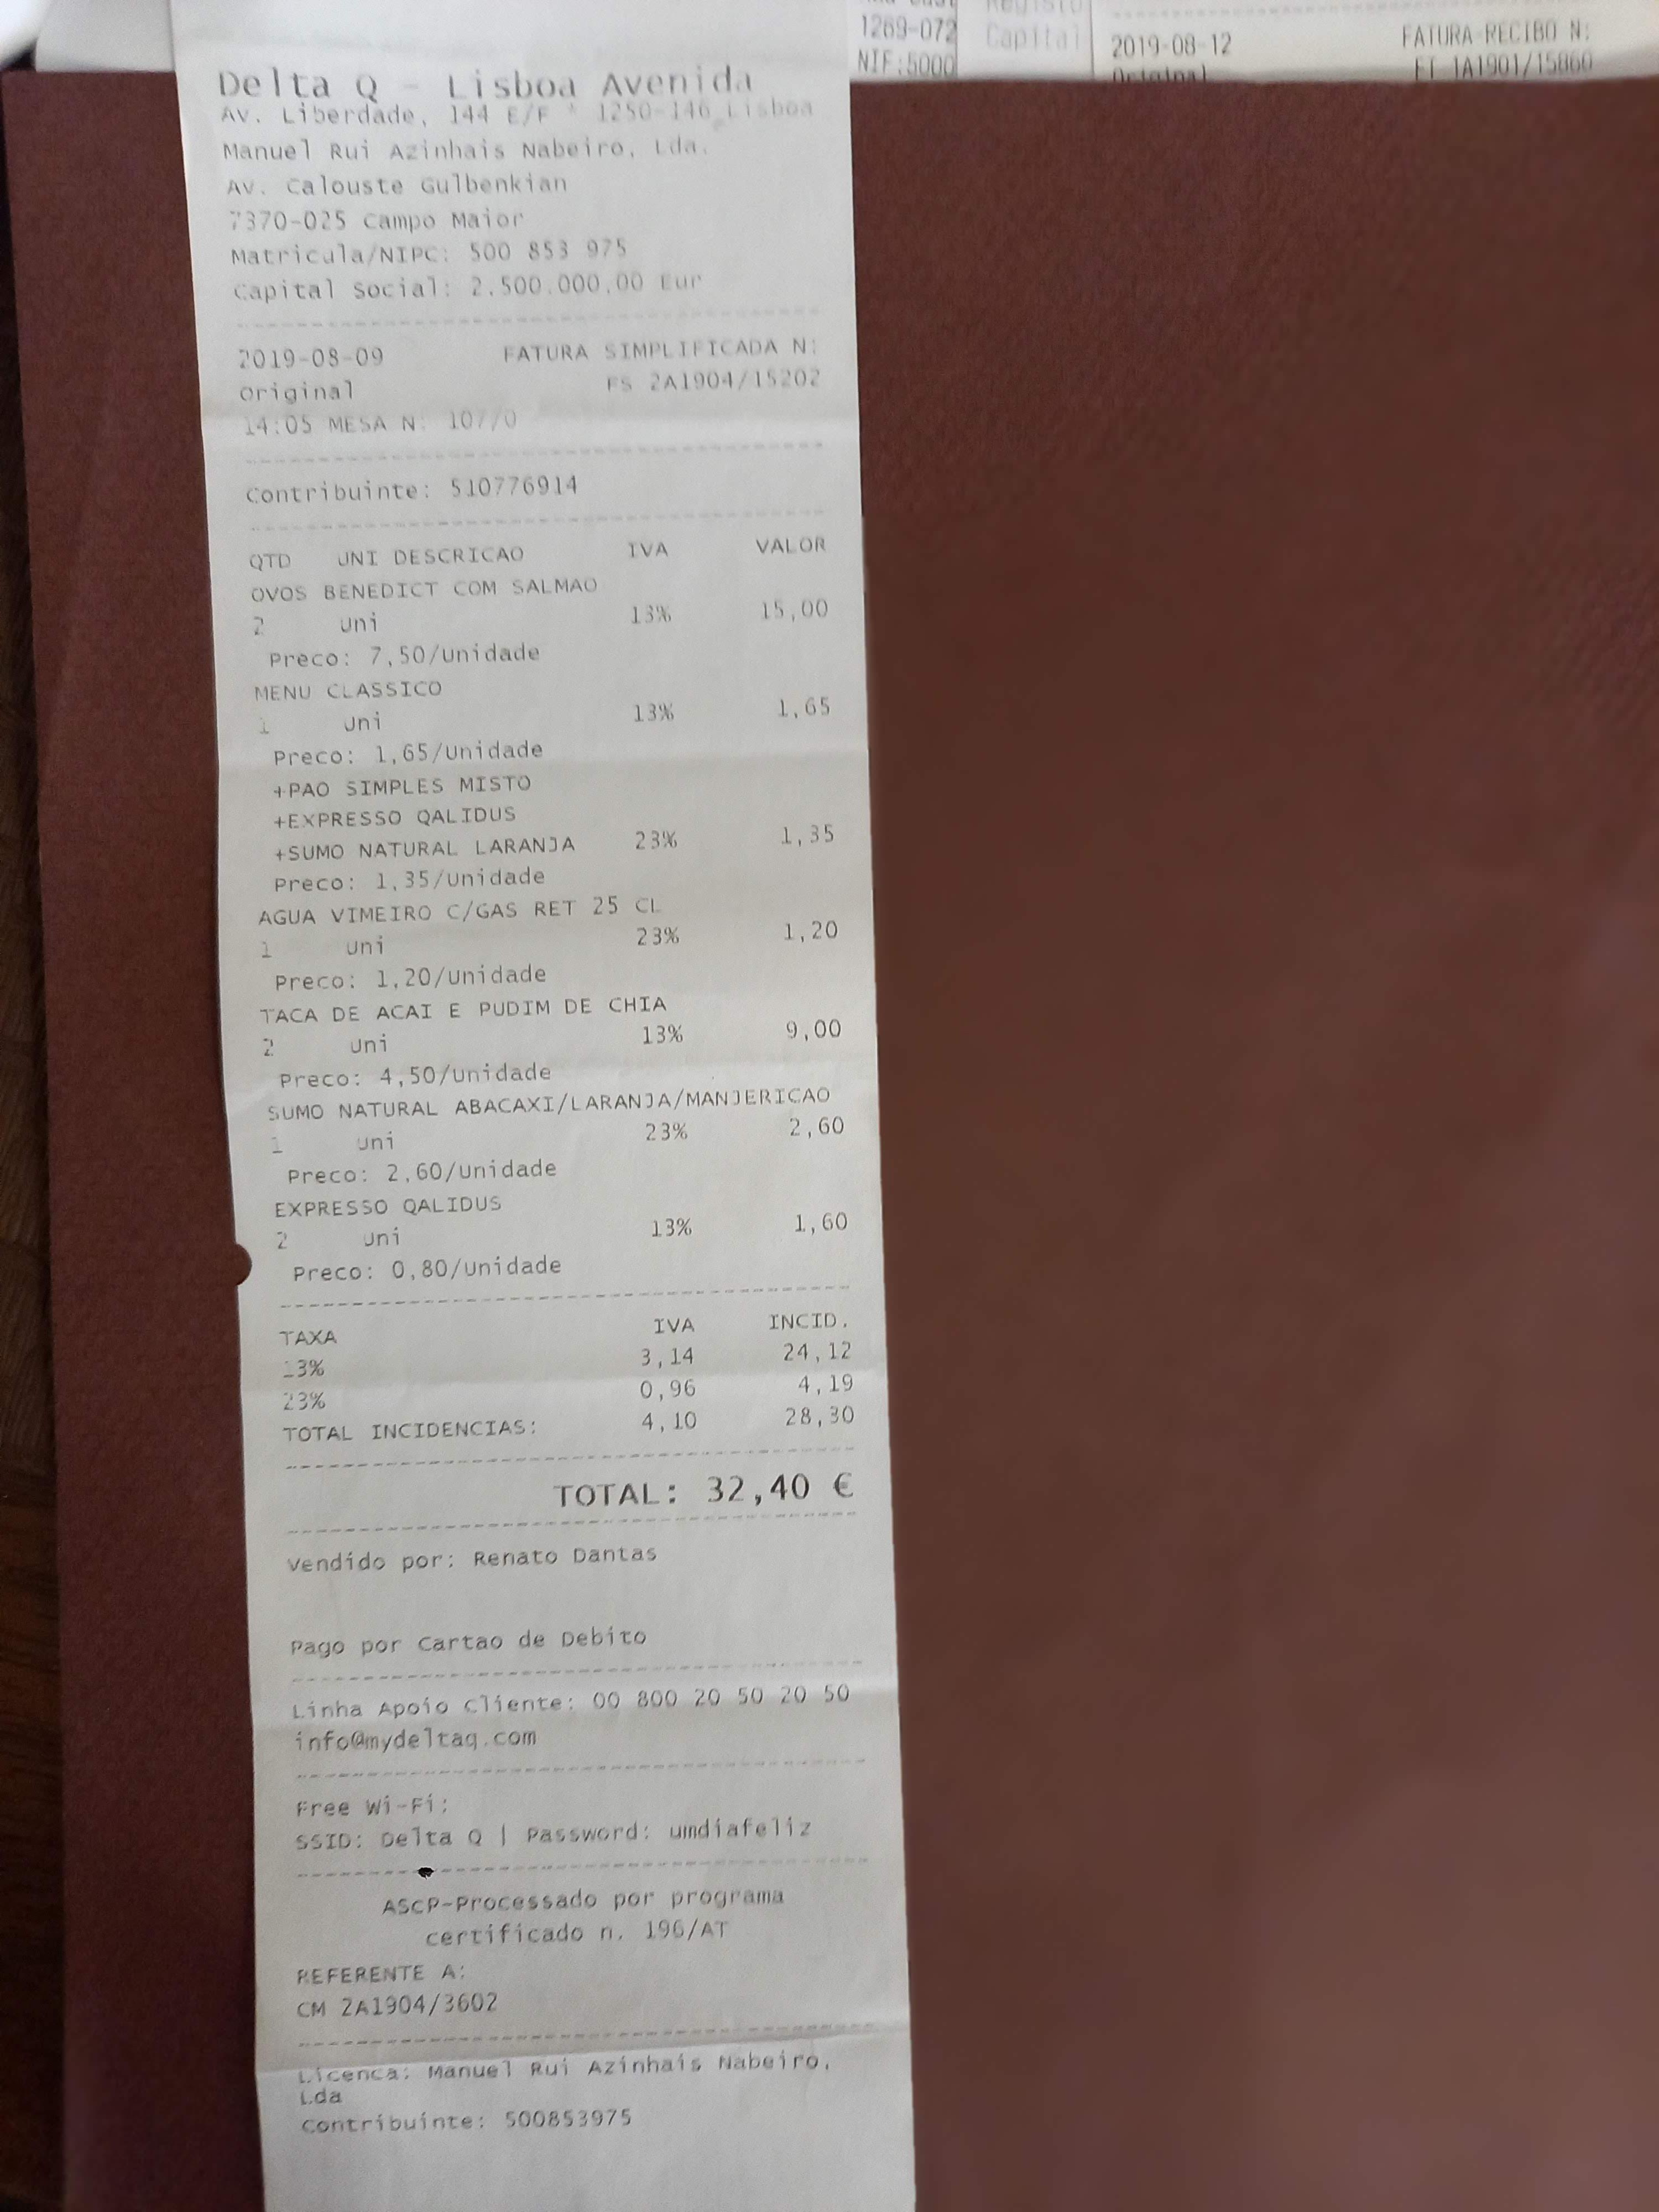 1269-072
Registo
NIF:5000
Capital
2019-08-12 FATURA-RECIBO N:
Original FT 1A1901/15860
Delta Q - Lisboa Avenida
Av. Liberdade, 144 E/F * 1250-146 Lisboa
Manuel Rui Azinhais Nabeiro, Lda.
Av. Calouste Gulbenkian
7370-025 Campo Maior
Matricula/NIPC: 500 853 975
Capital Social: 2.500.000,00 Eur
2019-08-09 FATURA SIMPLIFICADA N:
Original FS 2A1904/15202
14:05 MESA N: 107/0
Contribuinte: 510776914
QTD UNI DESCRICAO IVA VALOR
OVOS BENEDICT COM SALMAO
2 Uni 13% 15,00
Preco: 7,50/Unidade
MENU CLASSICO
1 Uni 13% 1,65
Preco: 1,65/Unidade
+PAO SIMPLES MISTO
+EXPRESSO QALIDUS
+SUMO NATURAL LARANJA 23% 1,35
Preco: 1,35/Unidade
AGUA VIMEIRO C/GAS RET 25 CL
1 Uni 23% 1,20
Preco: 1,20/Unidade
TACA DE ACAI E PUDIM DE CHIA
2 Uni 13% 9,00
Preco: 4,50/Unidade
SUMO NATURAL ABACAXI/LARANJA/MANJERICAO
1 Uni 23% 2,60
Preco: 2,60/Unidade
EXPRESSO QALIDUS
2 Uni 13% 1,60
Preco: 0,80/Unidade
TAXA IVA INCID.
13% 3,14 24,12
23% 0,96 4,19
TOTAL INCIDENCIAS: 4,10 28,30
TOTAL: 32,40 €
Vendido por: Renato Dantas
Pago por Cartao de Debito
Linha Apoio Cliente: 00 800 20 50 20 50
info@mydeltaq.com
Free Wi-Fi:
SSID: Delta Q | Password: umdiafeliz
ASCP-Processado por programa
certificado n. 196/AT
REFERENTE A:
CM 2A1904/3602
Licenca: Manuel Rui Azinhais Nabeiro,
Lda
Contribuinte: 500853975